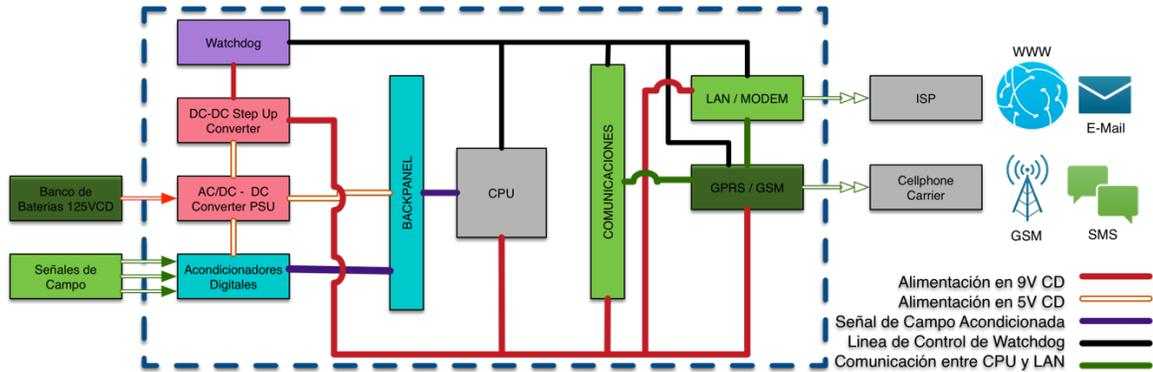 Watchdog
DC-DC Step Up
Converter
Banco de
Baterias 125VCD
AC/DC - DC
Converter PSU
Señales de
Campo
Acondicionadores
Digitales
BACKPANEL
CPU
COMUNICACIONES
LAN / MODEM
GPRS / GSM
ISP
Cellphone
Carrier
WWW
E-Mail
GSM
SMS
Alimentación en 9V CD
Alimentación en 5V CD
Señal de Campo Acondicionada
Linea de Control de Watchdog
Comunicación entre CPU y LAN